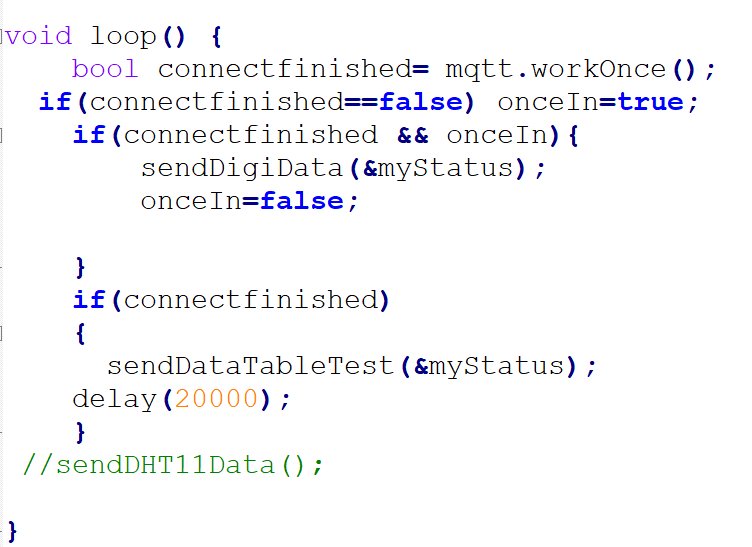 void loop() {
    bool connectfinished= mqtt.workOnce();
  if(connectfinished==false) onceIn=true;
    if(connectfinished && onceIn){
        sendDigiData(&myStatus);
        onceIn=false;

    }
    if(connectfinished)
    {
      sendDataTableTest(&myStatus);
    delay(20000);
    }
 //sendDHT11Data();

}